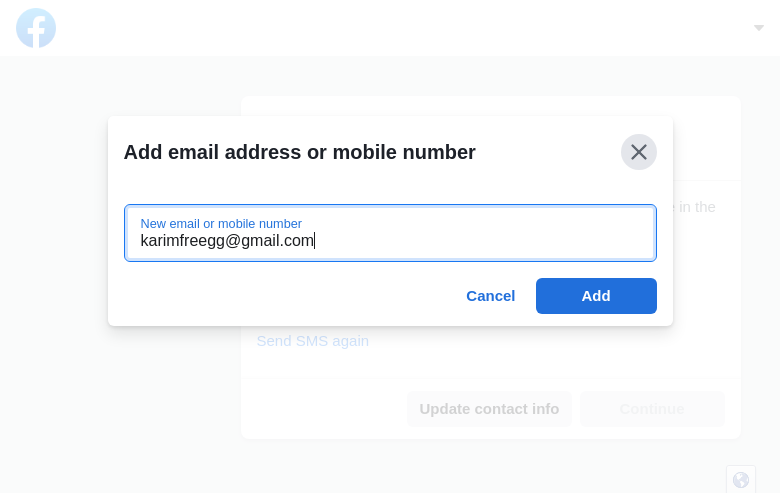 Add email address or mobile number
e in the
New email or mobile number
karimfreegg@gmail.com
Cancel
Add
Send SMS again
Update contact info
Continue